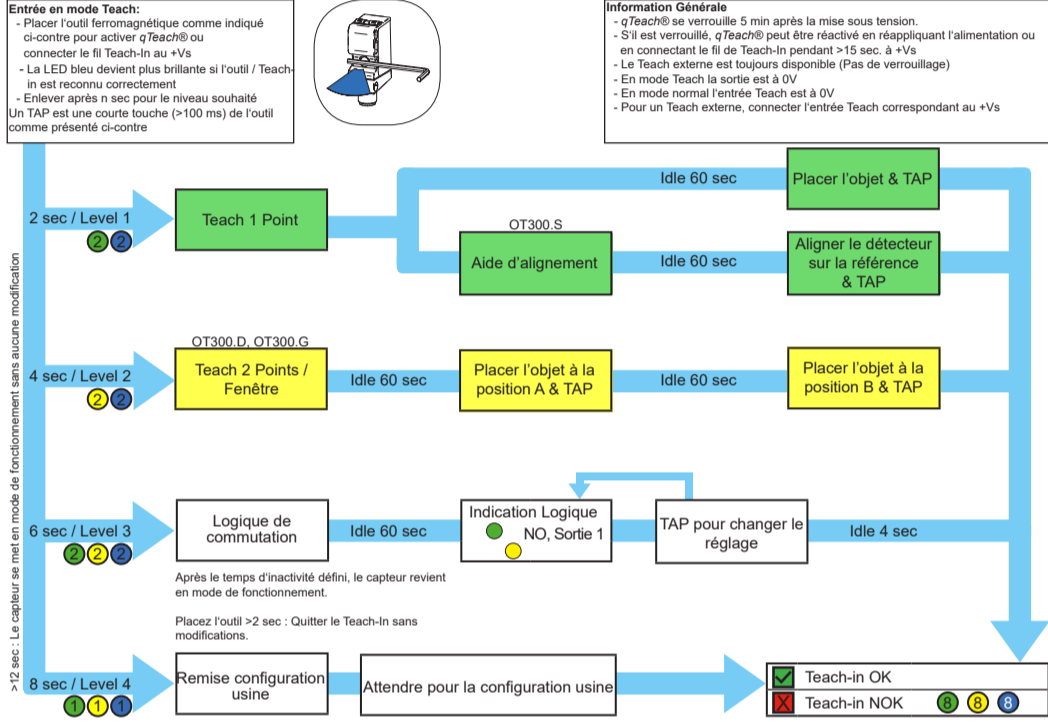 Entrée en mode Teach:
- Placer l'outil ferromagnétique comme indiqué
ci-contre pour activer qTeach® ou
connecter le fil Teach-In au +Vs
- La LED bleu devient plus brillante si l'outil / Teach-
in est reconnu correctement
- Enlever après n sec pour le niveau souhaité
Un TAP est une courte touche (>100 ms) de l'outil
comme présenté ci-contre
Information Générale
- qTeach® se verrouille 5 min après la mise sous tension.
- S'il est verrouillé, qTeach® peut être réactivé en réappliquant l'alimentation ou
en connectant le fil de Teach-In pendant >15 sec. à +Vs
- Le Teach externe est toujours disponible (Pas de verrouillage)
- En mode Teach la sortie est à 0V
- En mode normal l'entrée Teach est à 0V
- Pour un Teach externe, connecter l'entrée Teach correspondant au +Vs
>12 sec : Le capteur se met en mode de fonctionnement sans aucune modification
2 sec / Level 1
2 2
Teach 1 Point
Idle 60 sec
Placer l'objet & TAP
OT300.S
Aide d'alignement
Idle 60 sec
Aligner le détecteur
sur la référence
& TAP
4 sec / Level 2
2 2
OT300.D, OT300.G
Teach 2 Points /
Fenêtre
Idle 60 sec
Placer l'objet à la
position A & TAP
Idle 60 sec
Placer l'objet à la
position B & TAP
6 sec / Level 3
2 2 2
Logique de
commutation
Idle 60 sec
Indication Logique
NO, Sortie 1
TAP pour changer le
réglage
Idle 4 sec
Après le temps d'inactivité défini, le capteur revient
en mode de fonctionnement.
Placez l'outil >2 sec : Quitter le Teach-In sans
modifications.
8 sec / Level 4
1 1 1
Remise configuration
usine
Attendre pour la configuration usine
Teach-in OK
Teach-in NOK 8 8 8